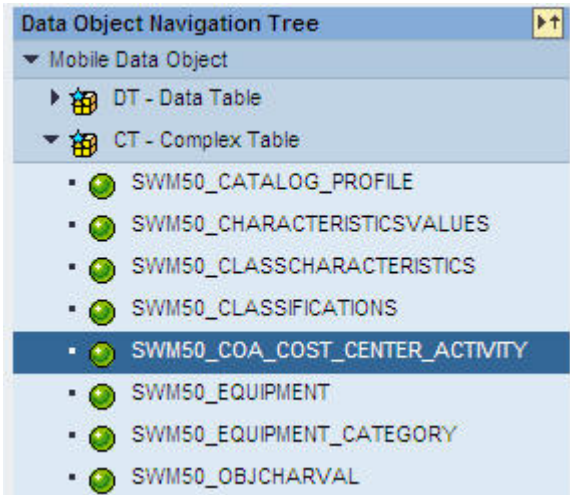 Data Object Navigation Tree
Mobile Data Object
DT - Data Table
CT - Complex Table
SWM50_CATALOG_PROFILE
SWM50_CHARACTERISTICSVALUES
SWM50_CLASSCHARACTERISTICS
SWM50_CLASSIFICATIONS
SWM50_COA_COST_CENTER_ACTIVITY
SWM50_EQUIPMENT
SWM50_EQUIPMENT_CATEGORY
SWM50_OBJCHARVAL